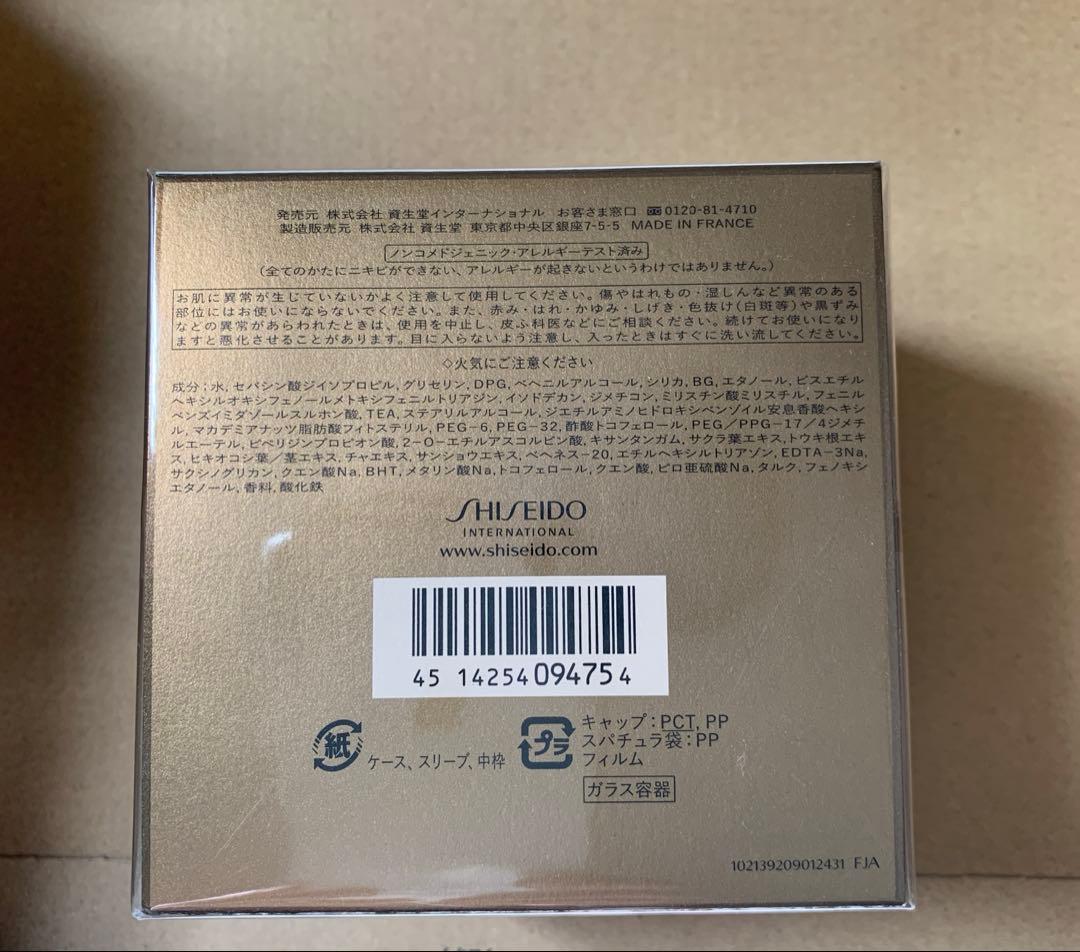 発売元 株式会社 資生堂インターナショナル お客さま窓口 0120-81-4710
製造販売元 株式会社 資生堂 東京都中央区銀座7-5-5 MADE IN FRANCE
ノンコメドジェニック・アレルギーテスト済み
(全てのかたにニキビができない、アレルギーが起きないというわけではありません。)
お肌に異常が生じていないかよく注意して使用してください。傷やはれもの・湿しんなど異常のある
部位にはお使いにならないでください。また、赤み・はれ・かゆみ・しげき・色抜け(白斑等)や黒ずみ
などの異常があらわれたときは、使用を中止し、皮ふ科医などにご相談ください。続けてお使いになり
ますと悪化させることがあります。目に入らないよう注意し、入ったときはすぐに洗い流してください。
◇火気にご注意ください
成分:水,セバシン酸ジイソプロピル,グリセリン,DPG,ベヘニルアルコール,シリカ,BG,エタノール,ビスエチル
ヘキシルオキシフェノールメトキシフェニルトリアジン,イソドデカン,ジメチコン,ミリスチン酸ミリスチル,フェニル
ベンズイミダゾールスルホン酸,TEA,ステアリルアルコール,ジエチルアミノヒドロキシベンゾイル安息香酸ヘキシ
ル,マカデミアナッツ脂肪酸フィトステリル,PEG-6,PEG-32,酢酸トコフェロール,PEG/PPG-17/4ジメチ
ルエーテル,ピペリジンプロピオン酸,2-O-エチルアスコルビン酸,キサンタンガム,サクラ葉エキス,トウキ根エキ
ス,ヒキオコシ葉/茎エキス,チャエキス,サンショウエキス,ベヘネス-20,エチルヘキシルトリアゾン,EDTA-3Na,
サクシノグリカン,クエン酸Na,BHT,メタリン酸Na,トコフェロール,クエン酸,ピロ亜硫酸Na,タルク,フェノキシ
エタノール,香料,酸化鉄
SHISEIDO
INTERNATIONAL
www.shiseido.com
45 14254 094754
紙 ケース、スリーブ、中枠
プラ キャップ:PCT, PP
スパチュラ袋:PP
フィルム
ガラス容器
102139209012431 FJA